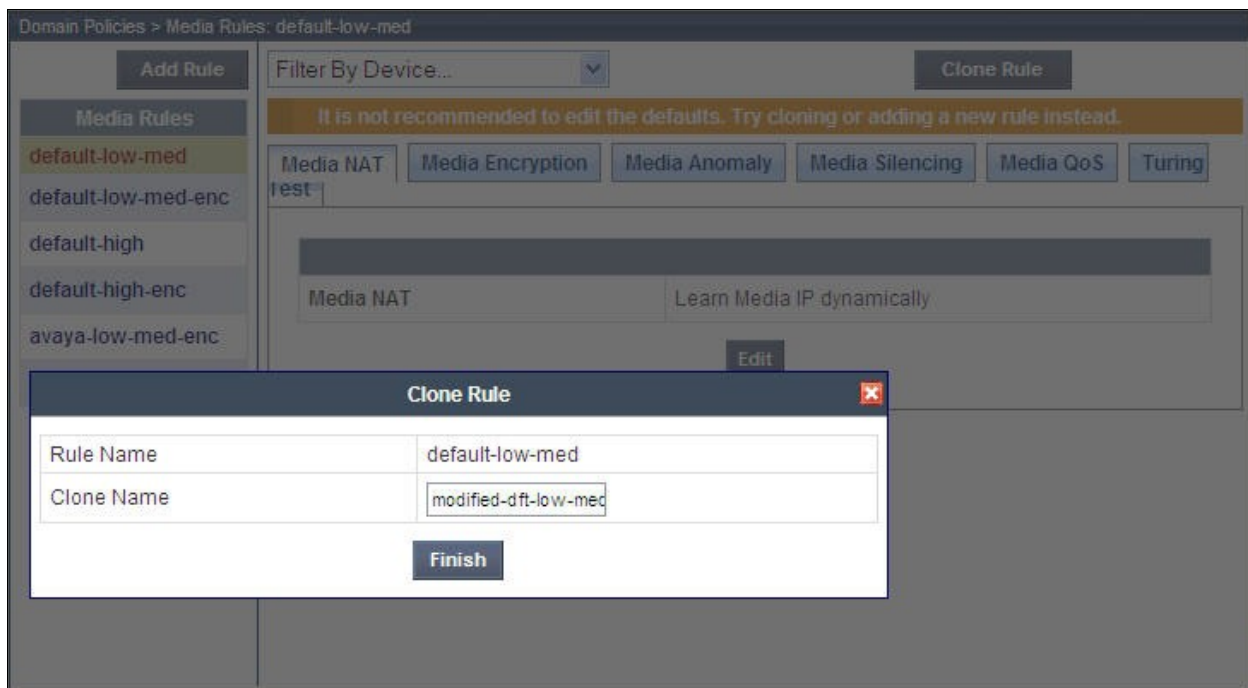 Domain Policies > Media Rules: default-low-med
Add Rule
Filter By Device...
Clone Rule
Media Rules
It is not recommended to edit the defaults. Try cloning or adding a new rule instead.
default-low-med
default-low-med-enc
default-high
default-high-enc
avaya-low-med-enc
Media NAT
Media Encryption
Media Anomaly
Media Silencing
Media QoS
Turing
Test
Media NAT
Learn Media IP dynamically
Edit
Clone Rule
Rule Name
default-low-med
Clone Name
modified-dft-low-med
Finish